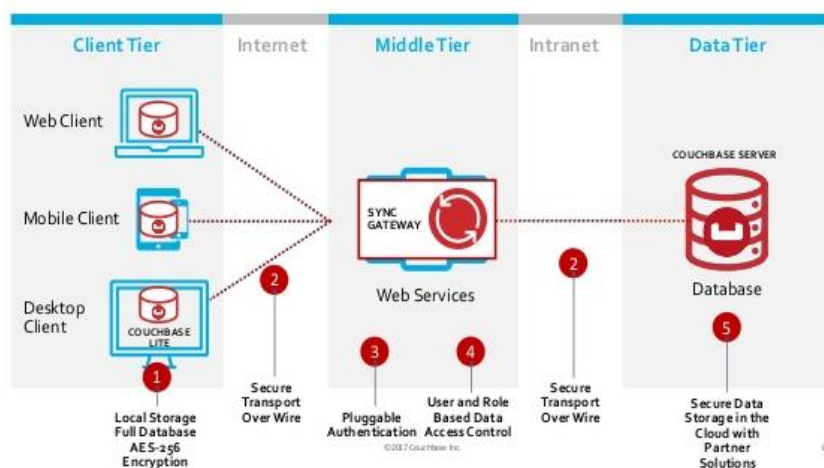 Client Tier
Internet
Middle Tier
Intranet
Data Tier
Web Client
Mobile Client
Desktop
Client
COUCHBASE
LITE
SYNC
GATEWAY
Web Services
COUCHBASE SERVER
Database
1
Local Storage
Full Database
AES-256
Encryption
2
Secure
Transport
Over Wire
3
Pluggable
Authentication
4
User and Role
Based Data
Access Control
2
Secure
Transport
Over Wire
5
Secure Data
Storage in the
Cloud with
Partner
Solutions
©2017 Couchbase Inc.